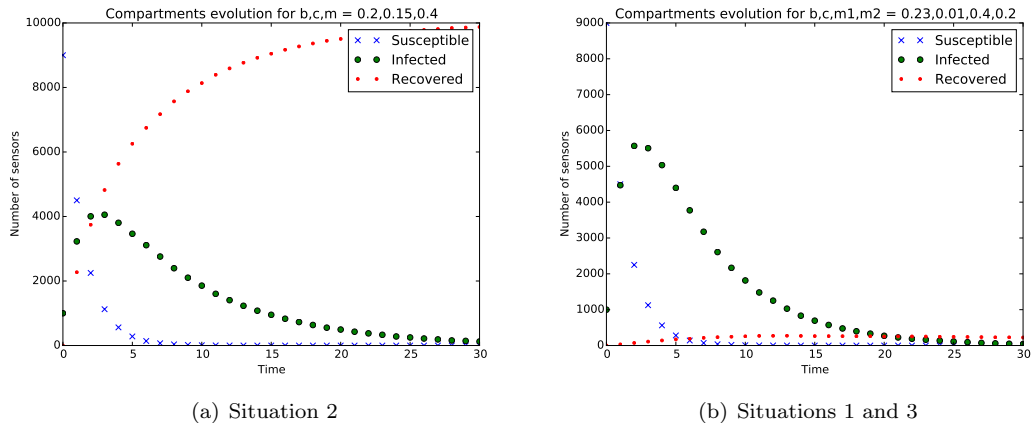 Compartments evolution for b,c,m = 0.2,0.15,0.4
10000
8000
6000
4000
2000
0
Number of sensors
0 5 10 15 20 25 30
Time
Susceptible
Infected
Recovered
(a) Situation 2
Compartments evolution for b,c,m1,m2 = 0.23,0.01,0.4,0.2
9000
8000
7000
6000
5000
4000
3000
2000
1000
0
Number of sensors
0 5 10 15 20 25 30
Time
Susceptible
Infected
Recovered
(b) Situations 1 and 3